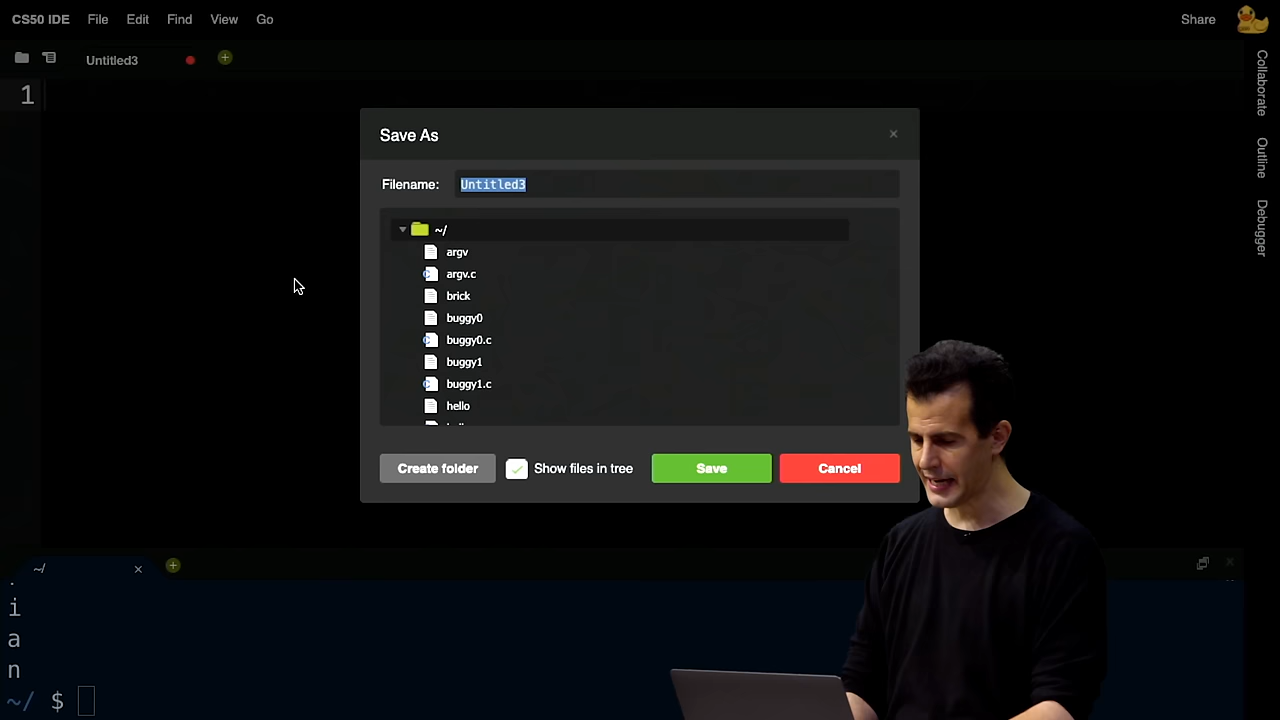 CS50 IDE File Edit Find View Go Share
Untitled3
1
Save As
Filename: Untitled3
~/
argv
argv.c
brick
buggy0
buggy0.c
buggy1
buggy1.c
hello
Create folder Show files in tree Save Cancel
Collaborate
Outline
Debugger
~/
i
a
n
~/ $